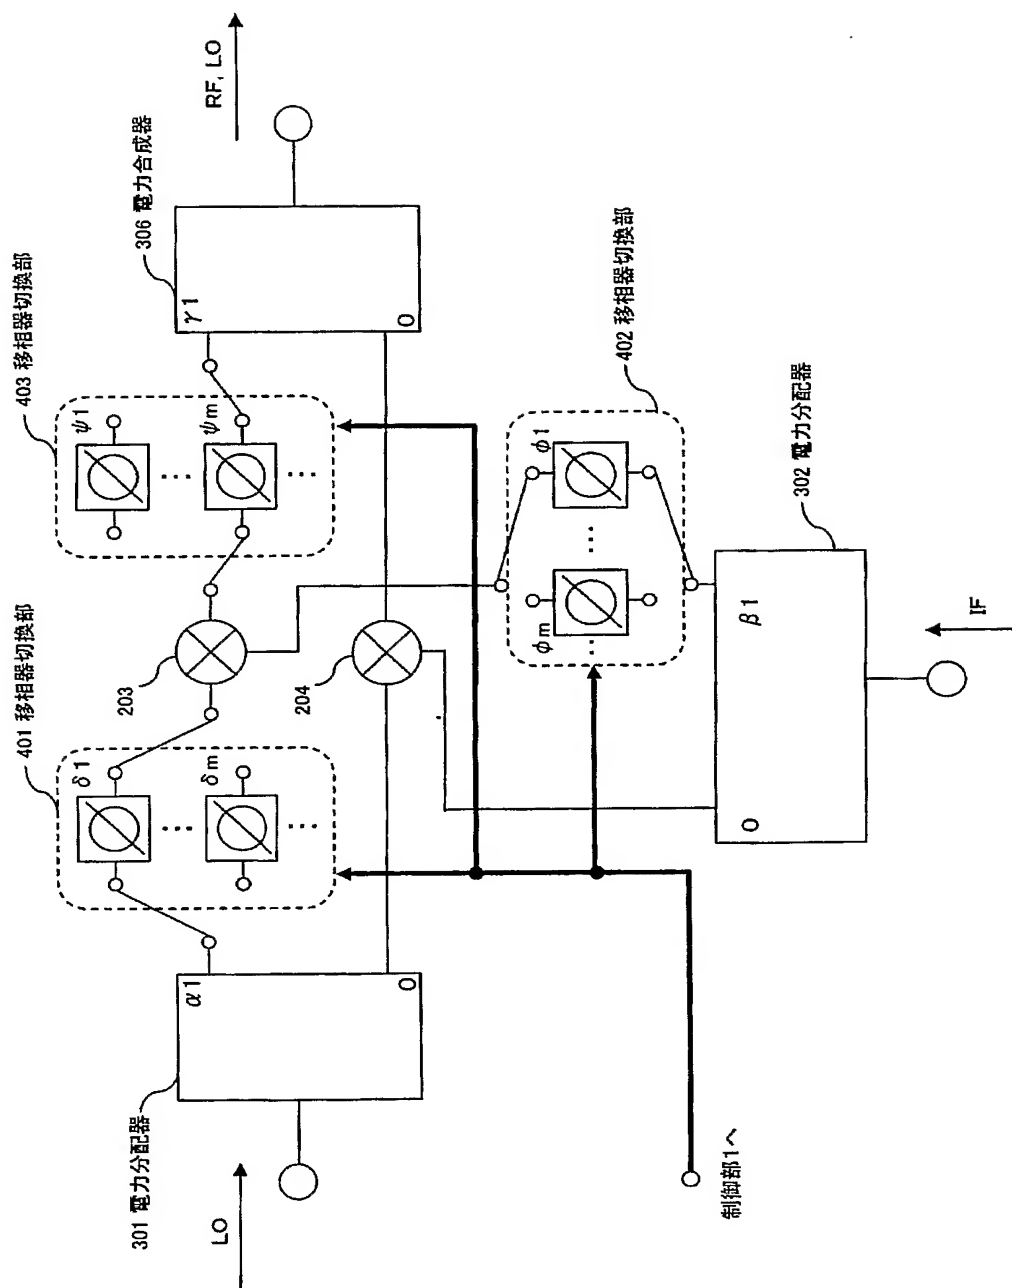 RF, LO
306 電力合成器
γ1
0
403 移相器切換部
ψ1
ψm
203
204
401 移相器切換部
δ1
δm
402 移相器切換部
φ1
φm
302 電力分配器
β1
0
IF
α1
0
301 電力分配器
LO
制御部1へ